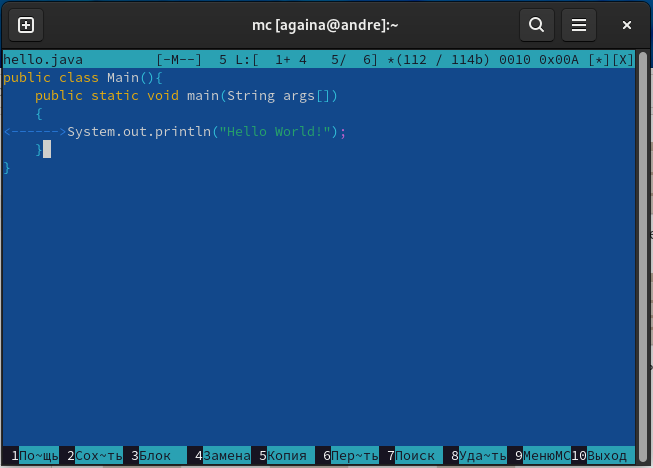 mc [againa@andre]:~
hello.java [-M--] 5 L:[ 1+ 4 5/ 6] *(112 / 114b) 0010 0x00A [*][X]
public class Main(){
    public static void main(String args[])
    {
<------>System.out.println("Hello World!");
    }
}
1По~щь 2Сох~ть 3Блок 4Замена 5Копия 6Пер~ть 7Поиск 8Уда~ть 9МенюMC 10Выход